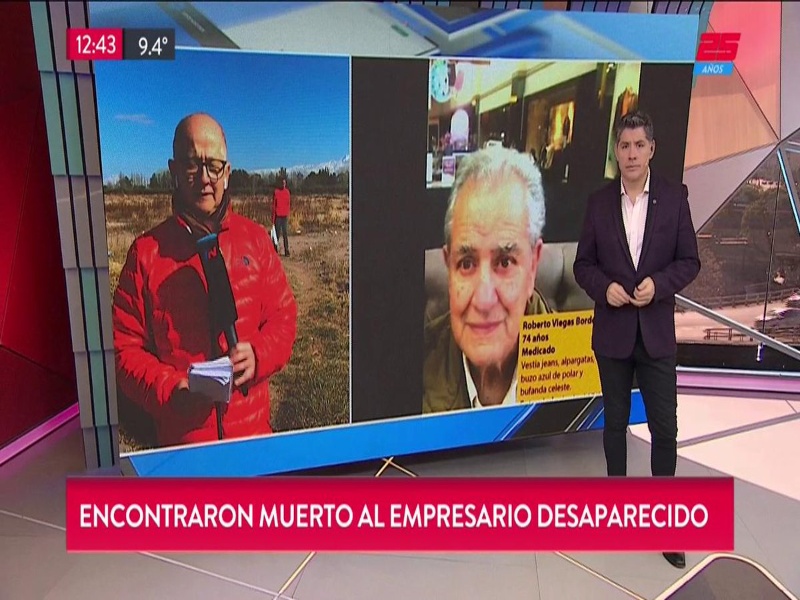 12:43 9.4°
25
AÑOS
Roberto Viegas Borde
74 años
Medicado
Vestía jeans, alpargatas,
buzo azul de polar y
bufanda celeste.
ENCONTRARON MUERTO AL EMPRESARIO DESAPARECIDO